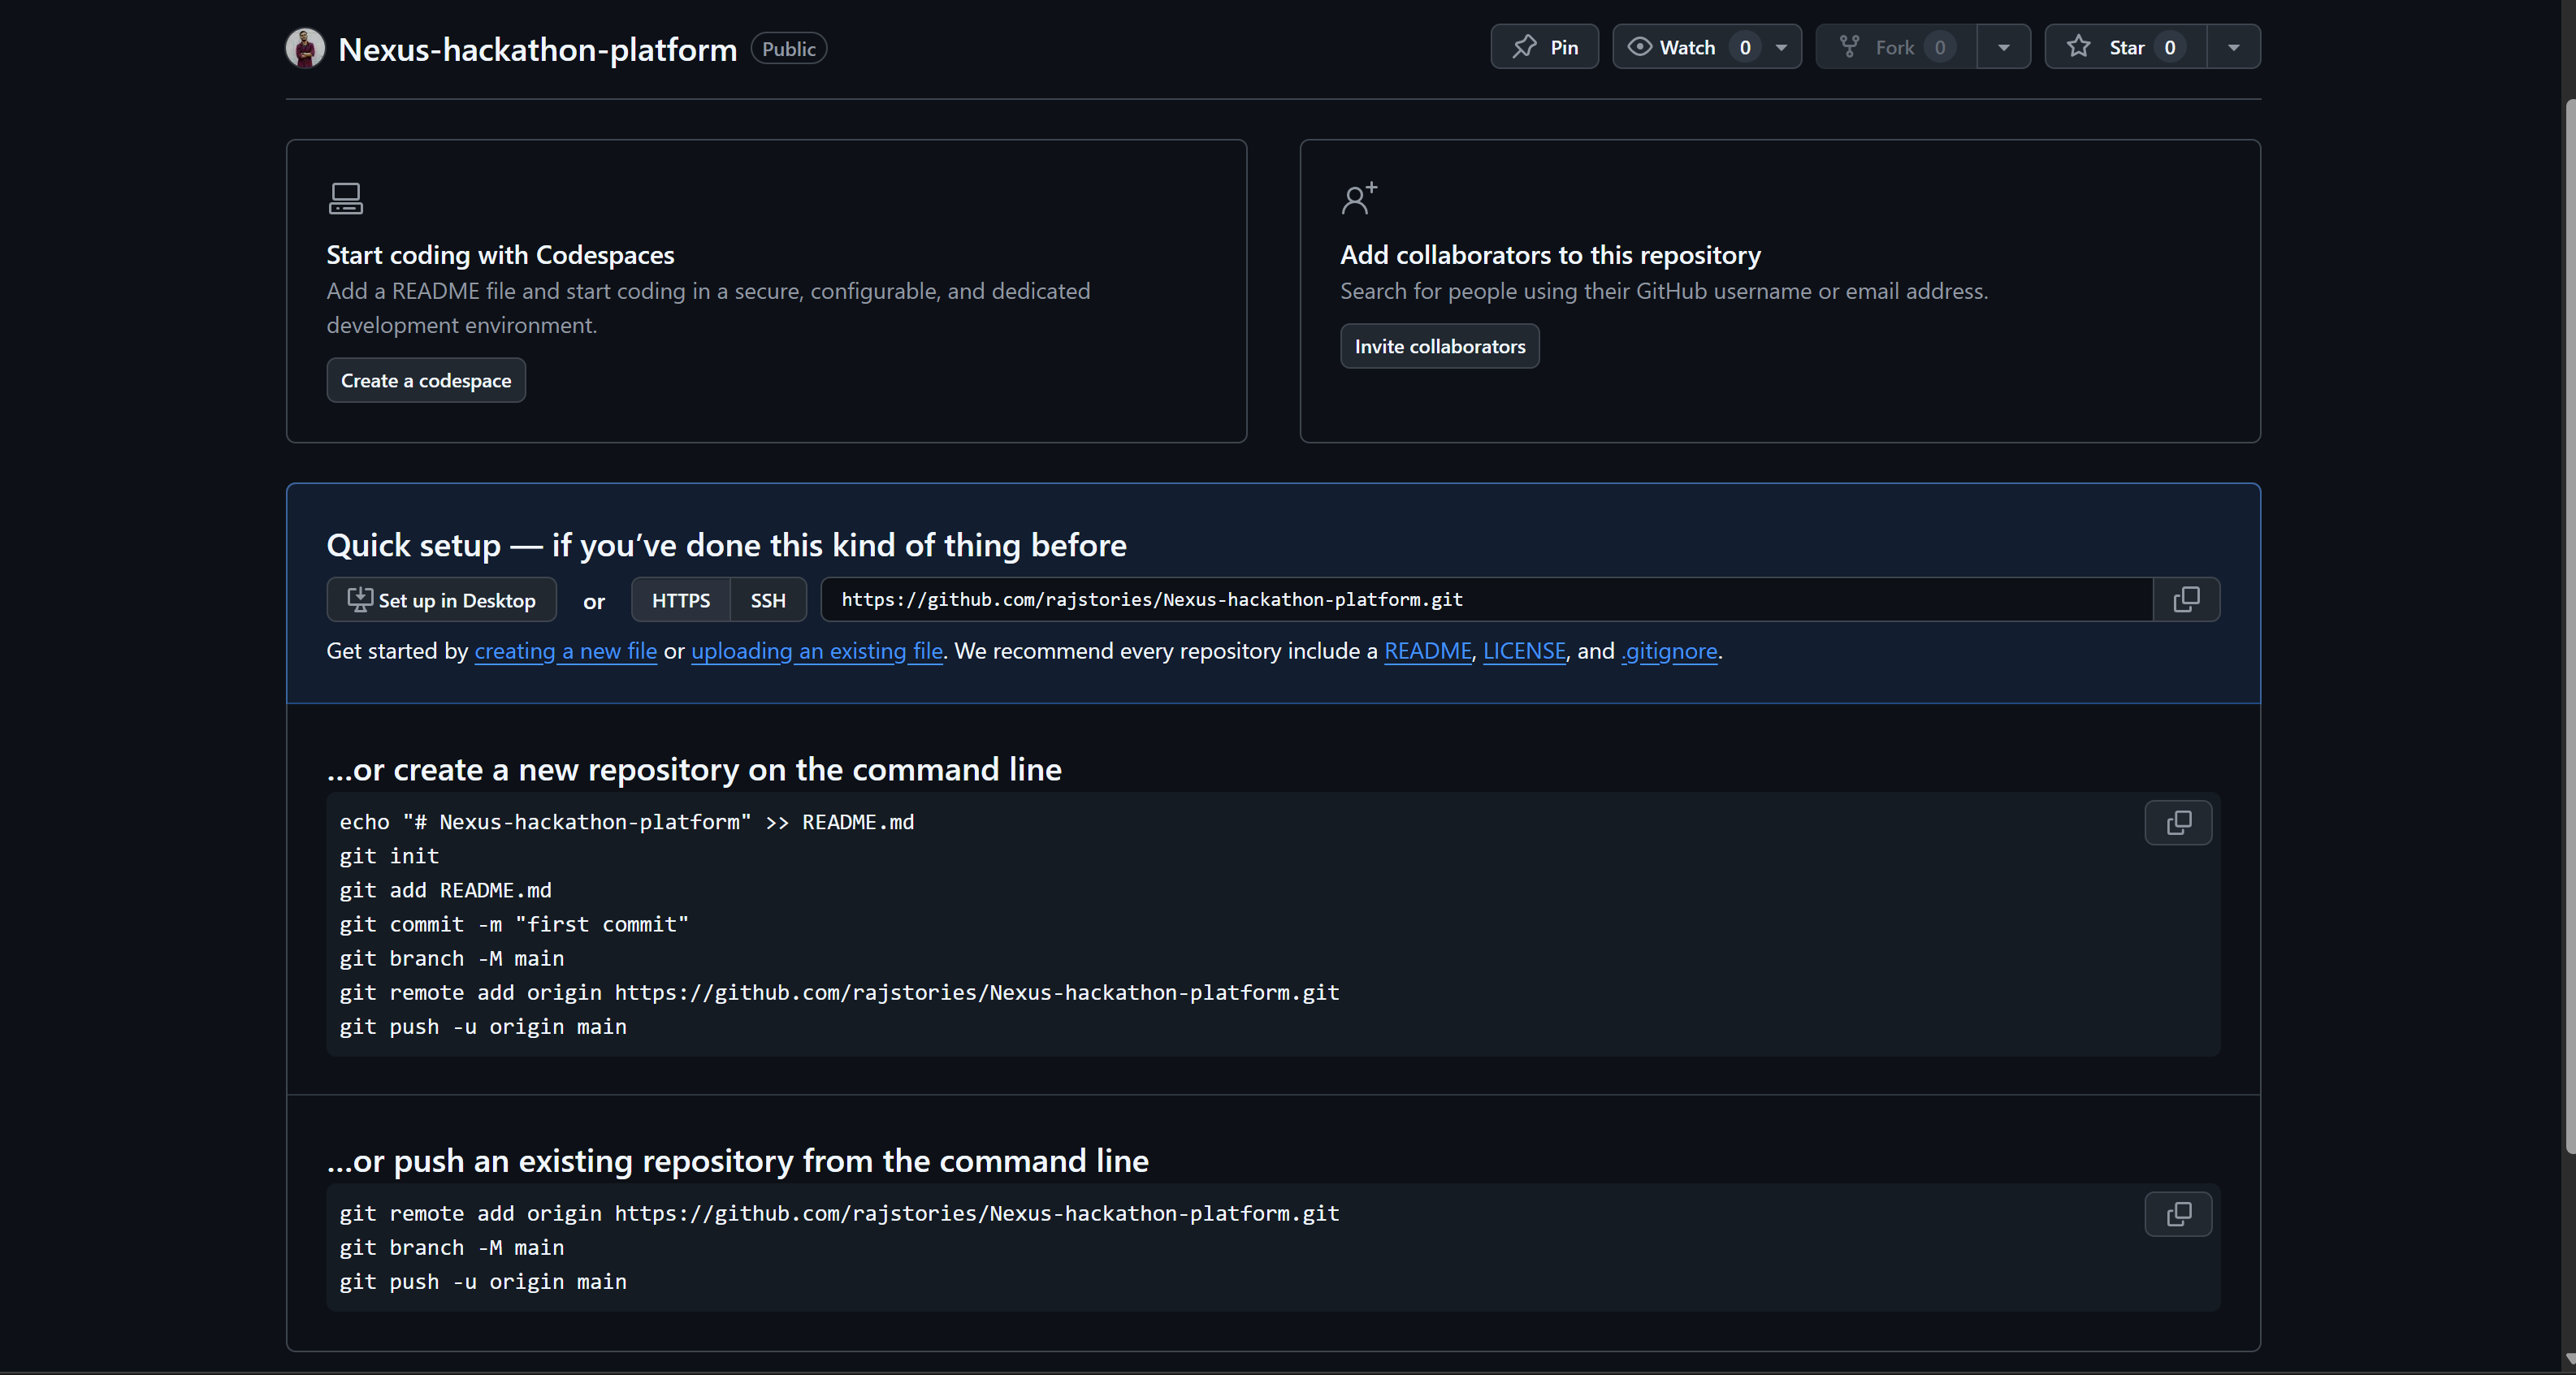 Nexus-hackathon-platform Public Pin Watch 0 Fork 0 Star 0
Start coding with Codespaces
Add a README file and start coding in a secure, configurable, and dedicated
development environment.
Create a codespace
Add collaborators to this repository
Search for people using their GitHub username or email address.
Invite collaborators
Quick setup — if you’ve done this kind of thing before
Set up in Desktop or HTTPS SSH https://github.com/rajstories/Nexus-hackathon-platform.git
Get started by creating a new file or uploading an existing file. We recommend every repository include a README, LICENSE, and .gitignore.
…or create a new repository on the command line
echo "# Nexus-hackathon-platform" >> README.md
git init
git add README.md
git commit -m "first commit"
git branch -M main
git remote add origin https://github.com/rajstories/Nexus-hackathon-platform.git
git push -u origin main
…or push an existing repository from the command line
git remote add origin https://github.com/rajstories/Nexus-hackathon-platform.git
git branch -M main
git push -u origin main